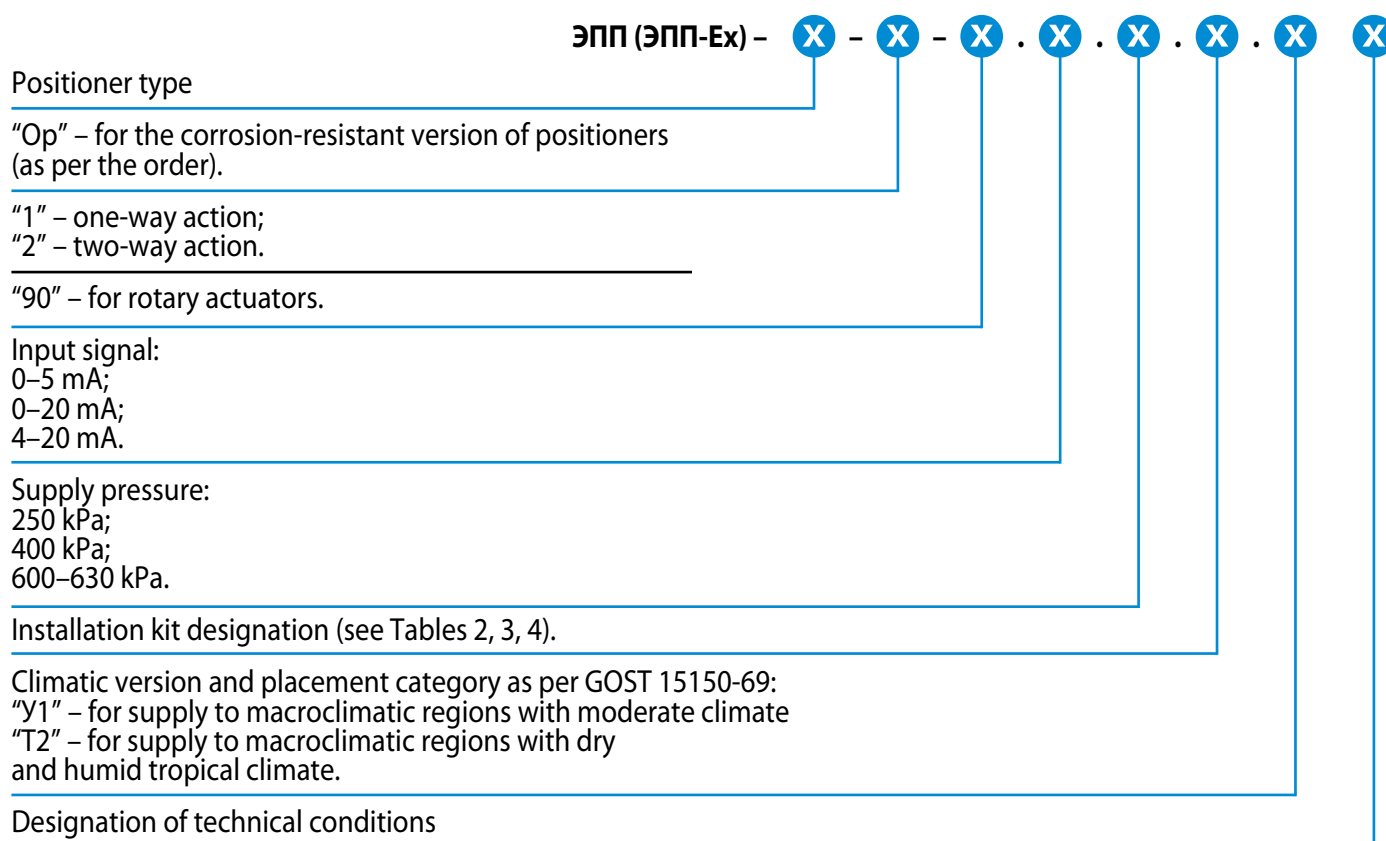 ЭПП (ЭПП-Ех) – X – X – X . X . X . X . X X
Positioner type
“Op” – for the corrosion-resistant version of positioners
(as per the order).
“1” – one-way action;
“2” – two-way action.
“90” – for rotary actuators.
Input signal:
0–5 mA;
0–20 mA;
4–20 mA.
Supply pressure:
250 kPa;
400 kPa;
600–630 kPa.
Installation kit designation (see Tables 2, 3, 4).
Climatic version and placement category as per GOST 15150-69:
“У1” – for supply to macroclimatic regions with moderate climate
“T2” – for supply to macroclimatic regions with dry
and humid tropical climate.
Designation of technical conditions